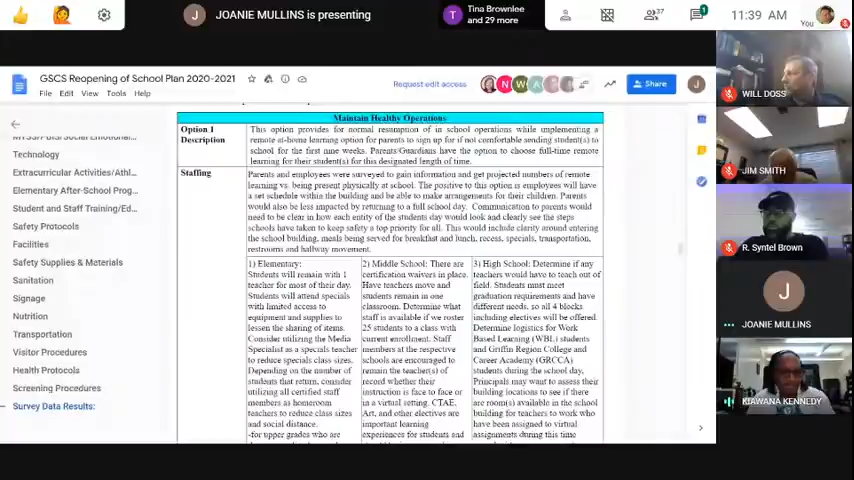 JOANIE MULLINS is presenting
Tina Brownlee
and 29 more
37
1
11:39 AM
You
J
T
GSCS Reopening of School Plan 2020-2021
File Edit View Tools Help
Request edit access
N
W
A
Share
J
Technology
Extracurricular Activities/Athl...
Elementary After-School Prog...
Student and Staff Training/Ed...
Safety Protocols
Facilities
Safety Supplies & Materials
Sanitation
Signage
Nutrition
Transportation
Visitor Procedures
Health Protocols
Screening Procedures
Survey Data Results:
Maintain Healthy Operations
Option 1
Description
This option provides for normal resumption of in school operations while implementing a
remote at-home learning option for parents to sign up for if not comfortable sending student(s) to
school for the first nine weeks. Parents/Guardians have the option to choose full-time remote
learning for their student(s) for this designated length of time.
Staffing
Parents and employees were surveyed to gain information and get projected numbers of remote
learning vs. being present physically at school. The positive to this option is employees will have
a set schedule within the building and be able to make arrangements for their children. Parents
would also be less impacted by returning to a full school day. Communication to parents would
need to be clear in how each entity of the students day would look and clearly see the steps
schools have taken to keep safety a top priority for all. This would include clarity around entering
the school building, meals being served for breakfast and lunch, recess, specials, transportation,
restrooms and hallway movement.
1) Elementary:
Students will remain with 1
teacher for most of their day.
Students will attend specials
with limited access to
equipment and supplies to
lessen the sharing of items.
Consider utilizing the Media
Specialist as a specials teacher
to reduce specials class sizes.
Depending on the number of
students that return, consider
utilizing all certified staff
members as homeroom
teachers to reduce class sizes
and social distance.
-for upper grades who are
2) Middle School: There are
certification waivers in place.
Have teachers move and
students remain in one
classroom. Determine what
staff is available if we roster
25 students to a class with
current enrollment. Staff
members at the respective
schools are encouraged to
remain the teacher(s) of
record whether their
instruction is face to face or
in a virtual setting. CTAE,
Art, and other electives are
important learning
experiences for students and
3) High School: Determine if any
teachers would have to teach out of
field. Students must meet
graduation requirements and have
different needs, so all 4 blocks
including electives will be offered.
Determine logistics for Work
Based Learning (WBL) students
and Griffin Region College and
Career Academy (GRCCA)
students during the school day.
Principals may want to assess their
building locations to see if there
are room(s) available in the school
building for teachers to work who
have been assigned to virtual
assignments during this time
WILL DOSS
JIM SMITH
R. Syntel Brown
J
JOANIE MULLINS
KIAWANA KENNEDY